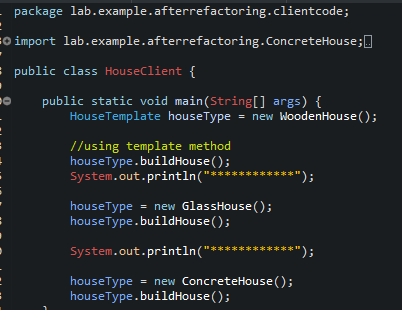 package lab.example.afterrefactoring.clientcode;
import lab.example.afterrefactoring.ConcreteHouse;
public class HouseClient {
public static void main(String[] args) {
HouseTemplate houseType = new WoodenHouse();
//using template method
houseType.buildHouse();
System.out.println("************");
houseType = new GlassHouse();
houseType.buildHouse();
System.out.println("************");
houseType = new ConcreteHouse();
houseType.buildHouse();